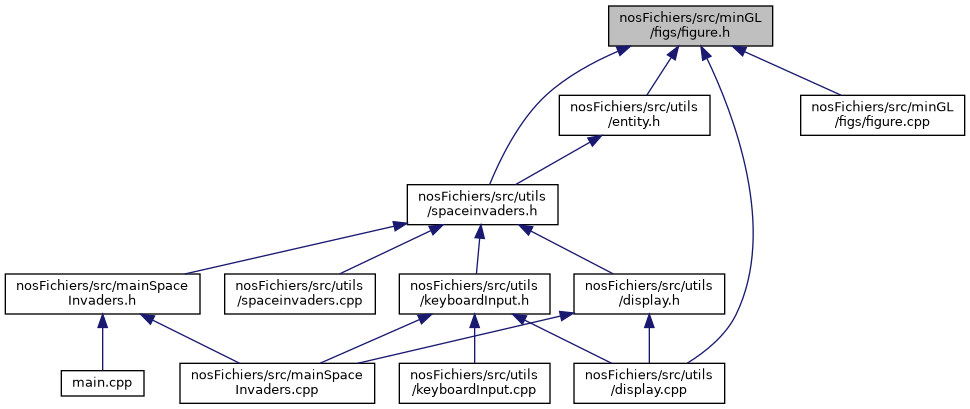 nosFichiers/src/minGL
/figs/figure.h
nosFichiers/src/utils
/entity.h
nosFichiers/src/minGL
/figs/figure.cpp
nosFichiers/src/utils
/spaceinvaders.h
nosFichiers/src/mainSpace
Invaders.h
nosFichiers/src/utils
/spaceinvaders.cpp
nosFichiers/src/utils
/keyboardInput.h
nosFichiers/src/utils
/display.h
main.cpp
nosFichiers/src/mainSpace
Invaders.cpp
nosFichiers/src/utils
/keyboardInput.cpp
nosFichiers/src/utils
/display.cpp